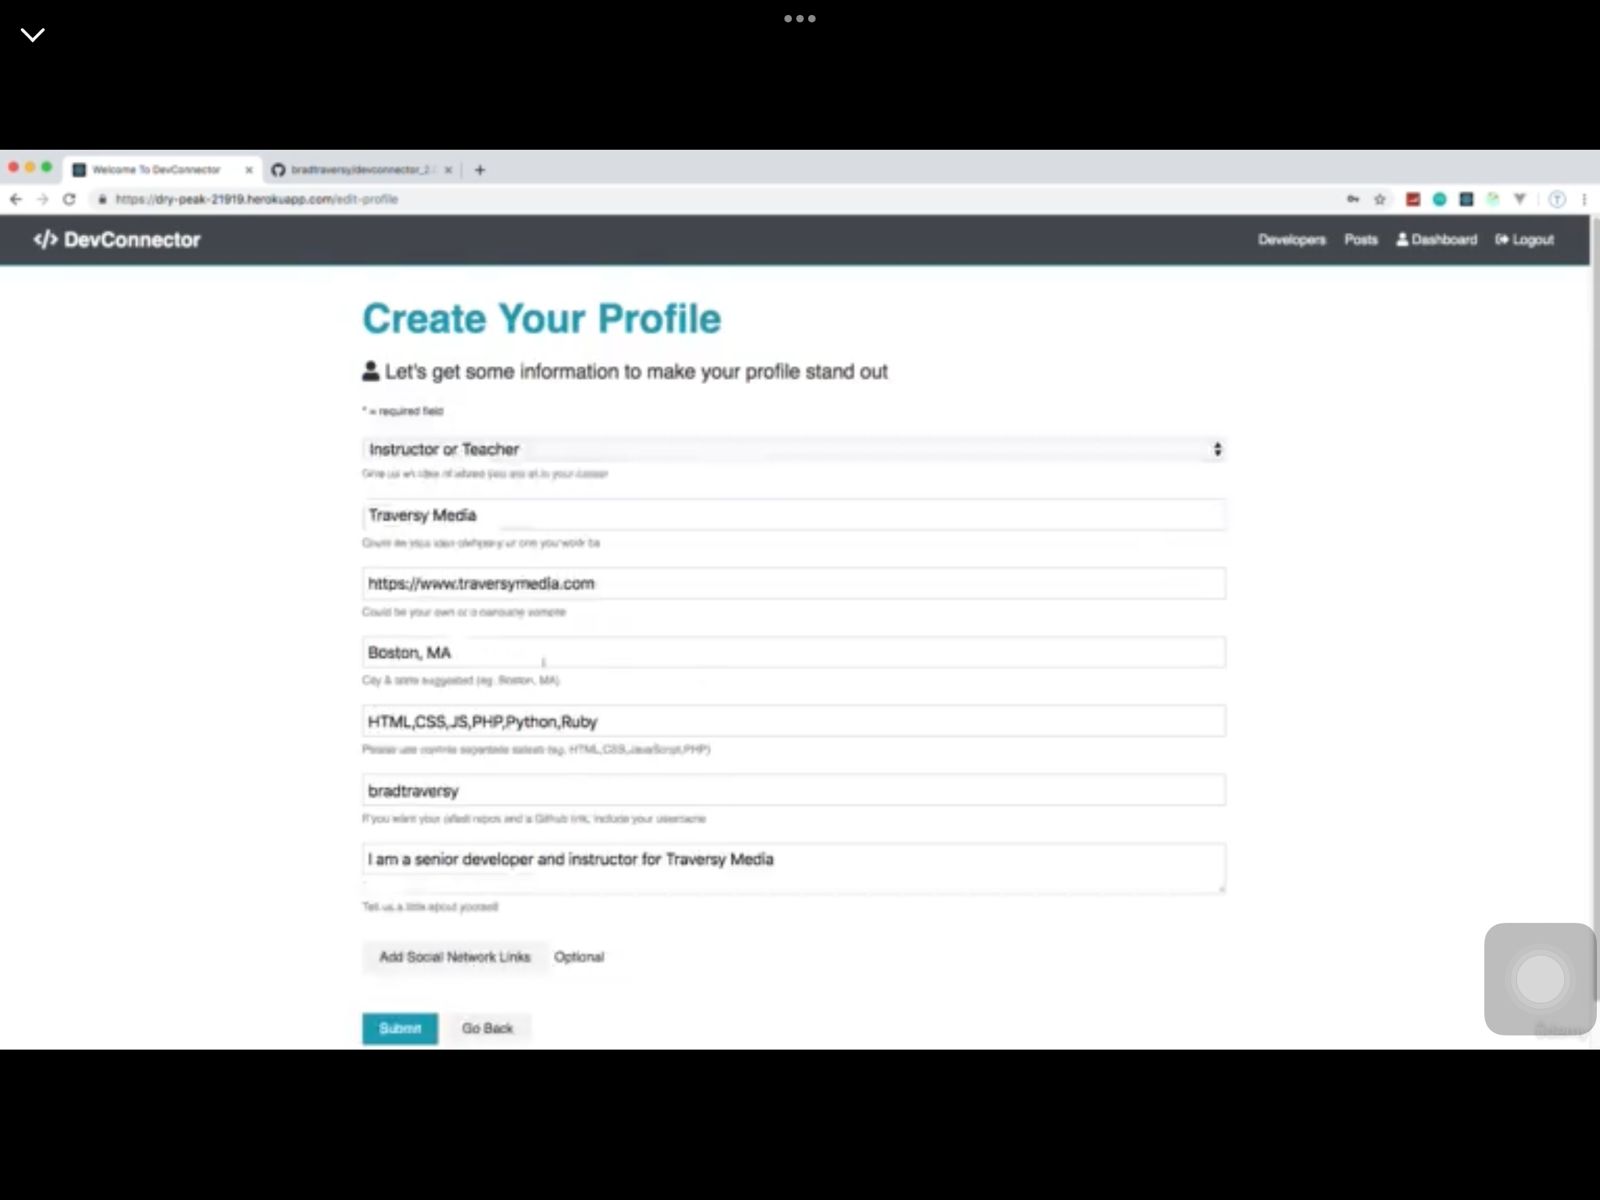 Welcome To DevConnector
bradtraversy/devconnector_2.
https://dry-peak-21919.herokuapp.com/edit-profile
</> DevConnector
Developers Posts Dashboard Logout
Create Your Profile
Let's get some information to make your profile stand out
* = required field
Instructor or Teacher
Give us an idea of where you are at in your career
Traversy Media
Could be your own company or one you work
https://www.traversymedia.com
Could be your own or a company website
Boston, MA
City & state suggested (eg. Boston, MA)
HTML,CSS,JS,PHP,Python,Ruby
Please use comma separated values (eg. HTML,CSS,JavaScript,PHP)
bradtraversy
If you want your latest repos and a Github link, include your username
I am a senior developer and instructor for Traversy Media
Tell us a little about yourself
Add Social Network Links Optional
Submit Go Back